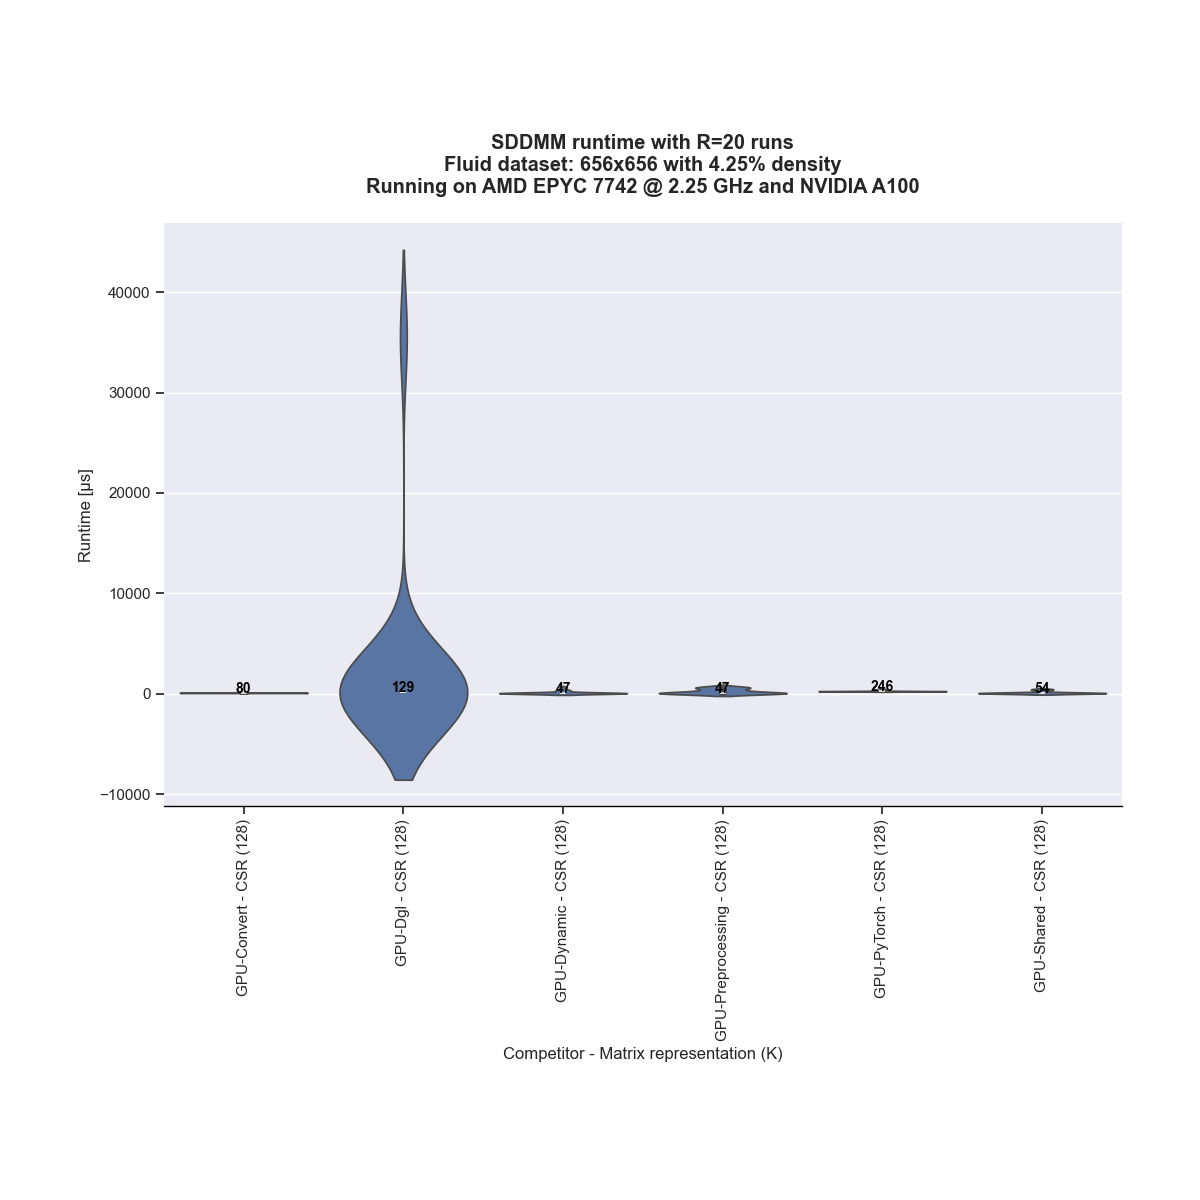 SDDMM runtime with R=20 runs
Fluid dataset: 656x656 with 4.25% density
Running on AMD EPYC 7742 @ 2.25 GHz and NVIDIA A100
Runtime [µs]
40000
30000
20000
10000
0
−10000
80
129
47
47
246
54
GPU-Convert - CSR (128)
GPU-Dgl - CSR (128)
GPU-Dynamic - CSR (128)
GPU-Preprocessing - CSR (128)
GPU-PyTorch - CSR (128)
GPU-Shared - CSR (128)
Competitor - Matrix representation (K)